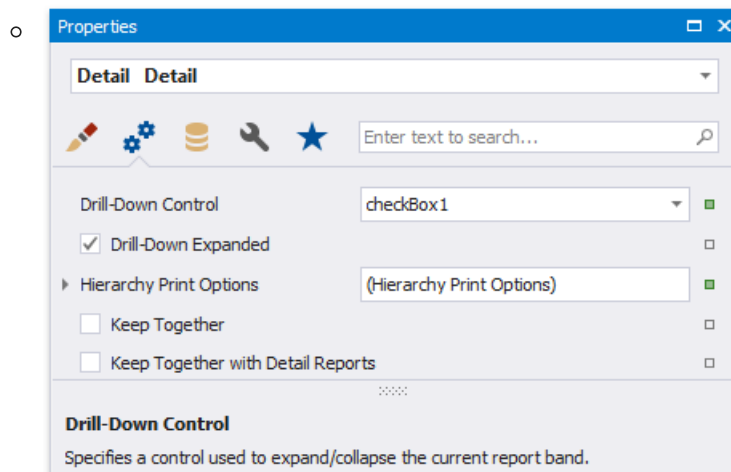 Properties
Detail Detail
Enter text to search...
Drill-Down Control checkBox1
Drill-Down Expanded
Hierarchy Print Options (Hierarchy Print Options)
Keep Together
Keep Together with Detail Reports
Drill-Down Control
Specifies a control used to expand/collapse the current report band.